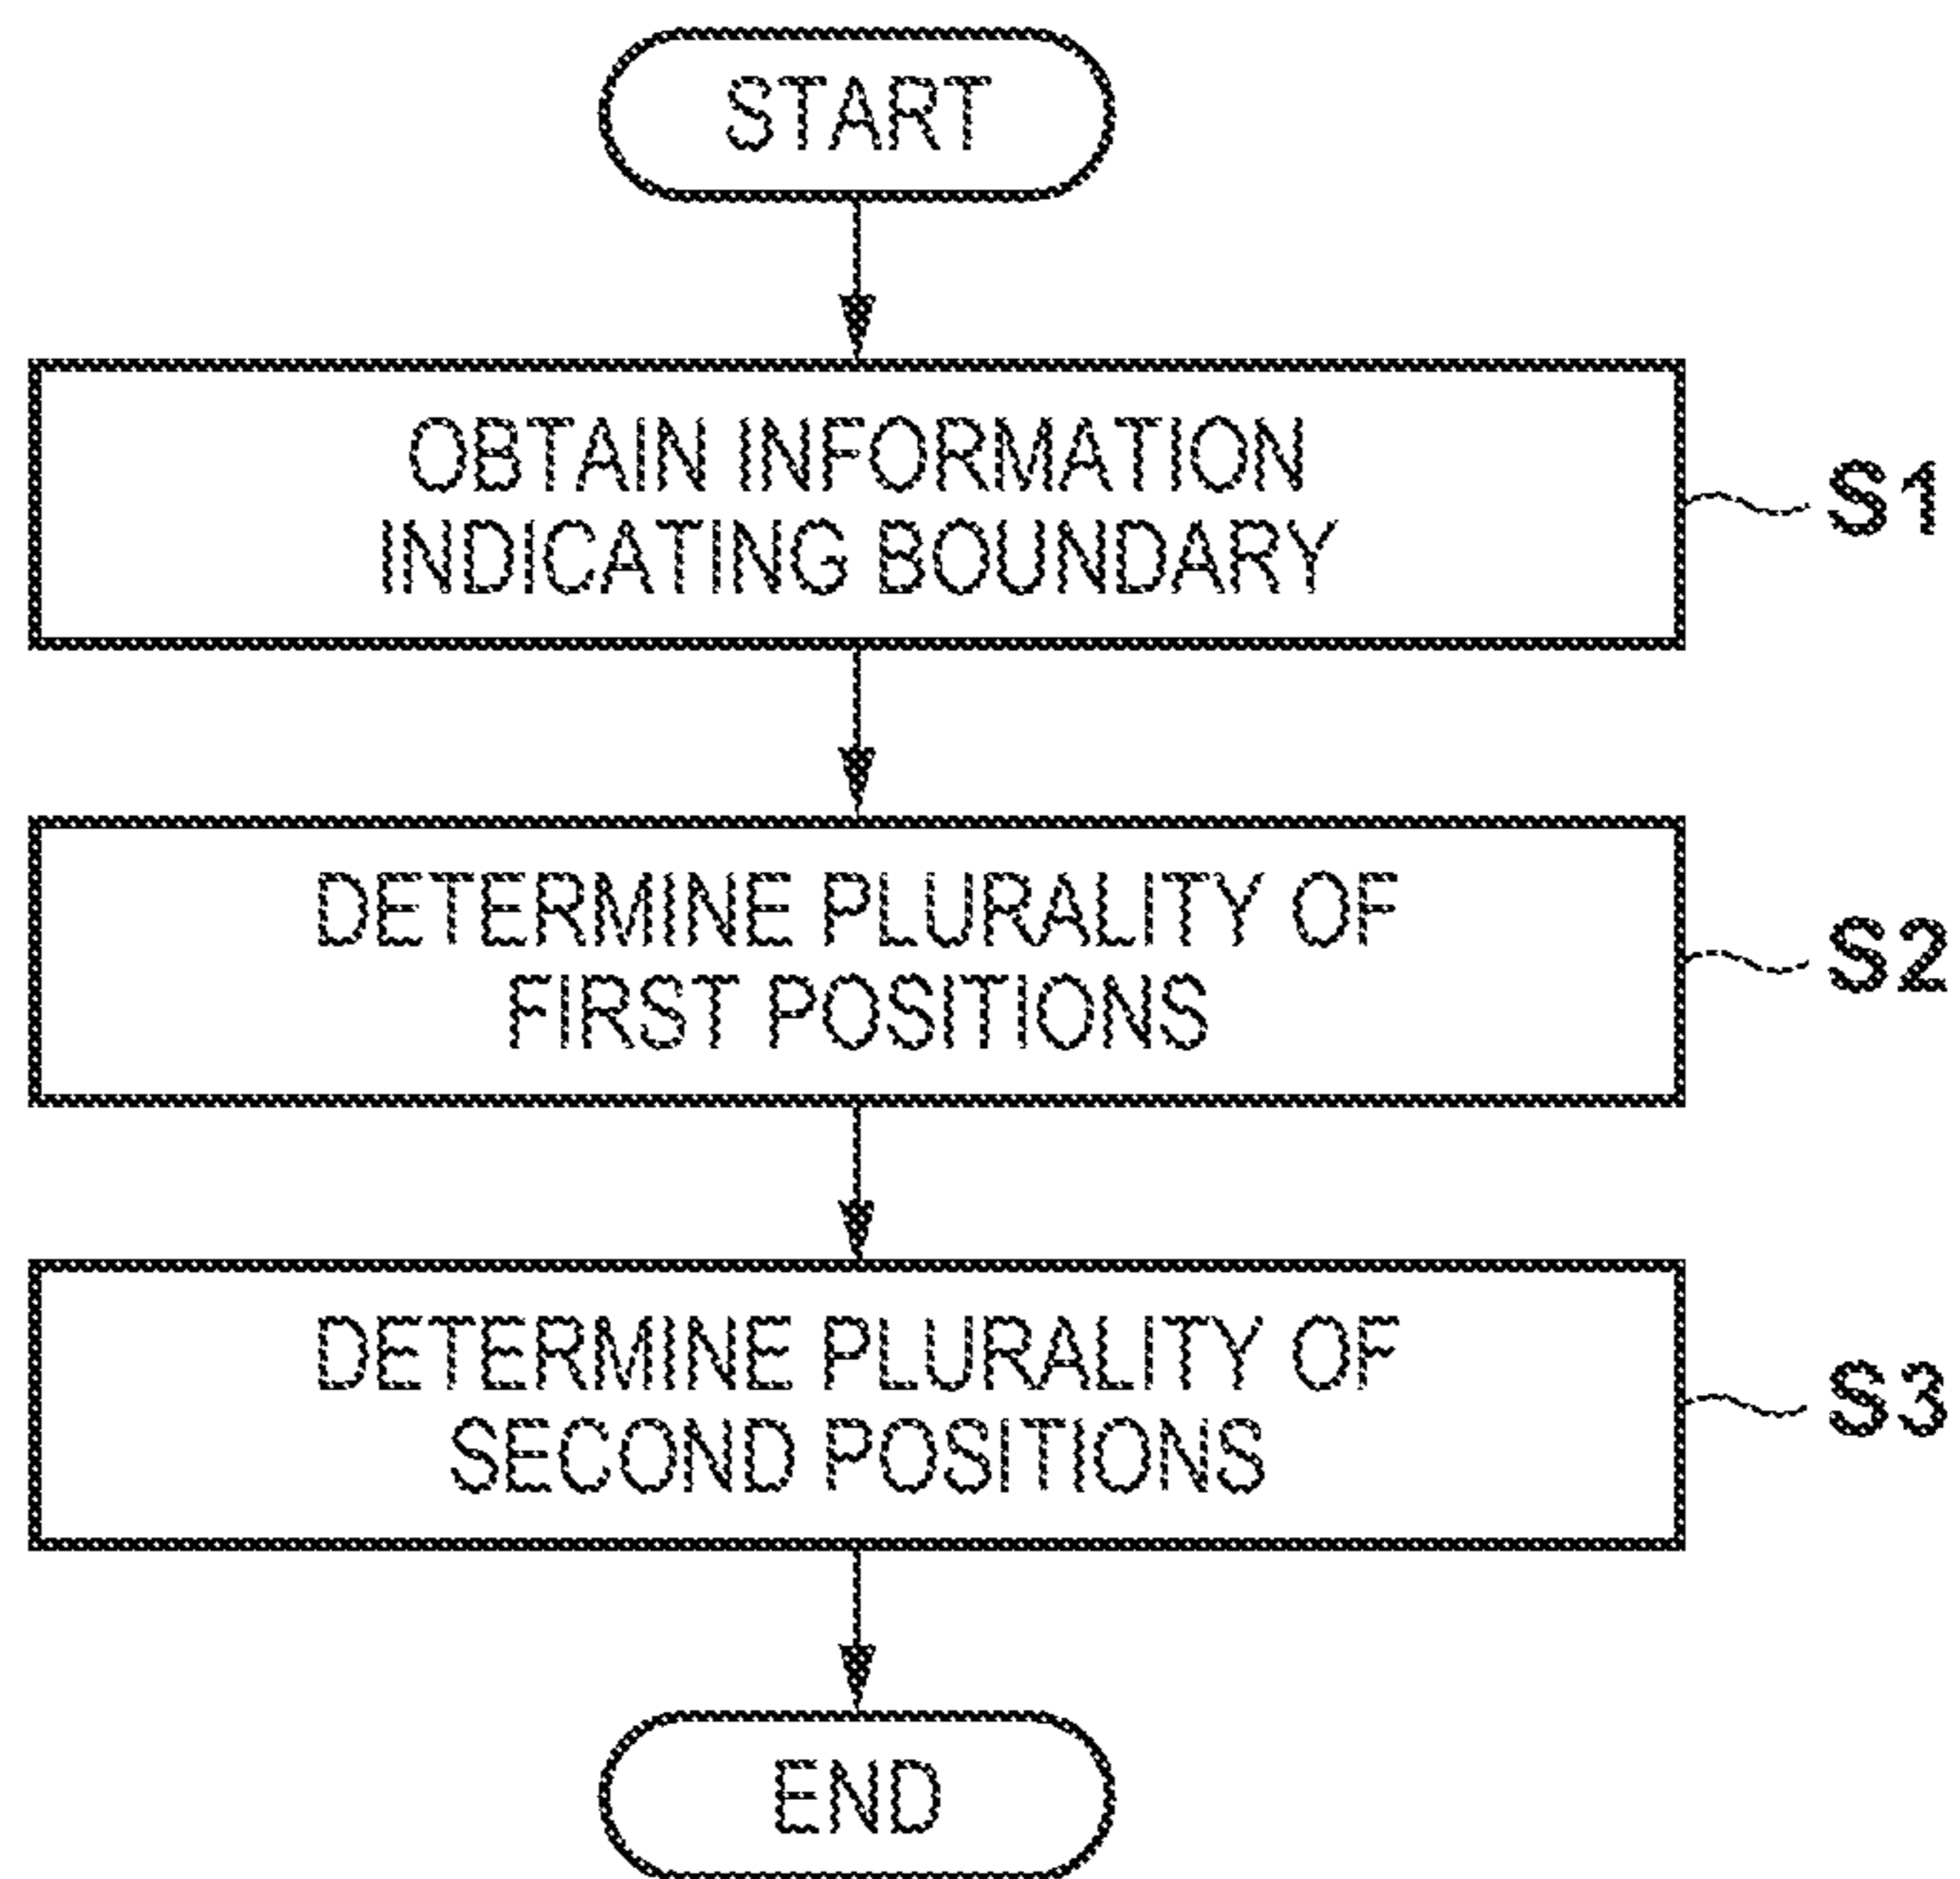 START
OBTAIN INFORMATION
INDICATING BOUNDARY
S1
DETERMINE PLURALITY OF
FIRST POSITIONS
S2
DETERMINE PLURALITY OF
SECOND POSITIONS
S3
END